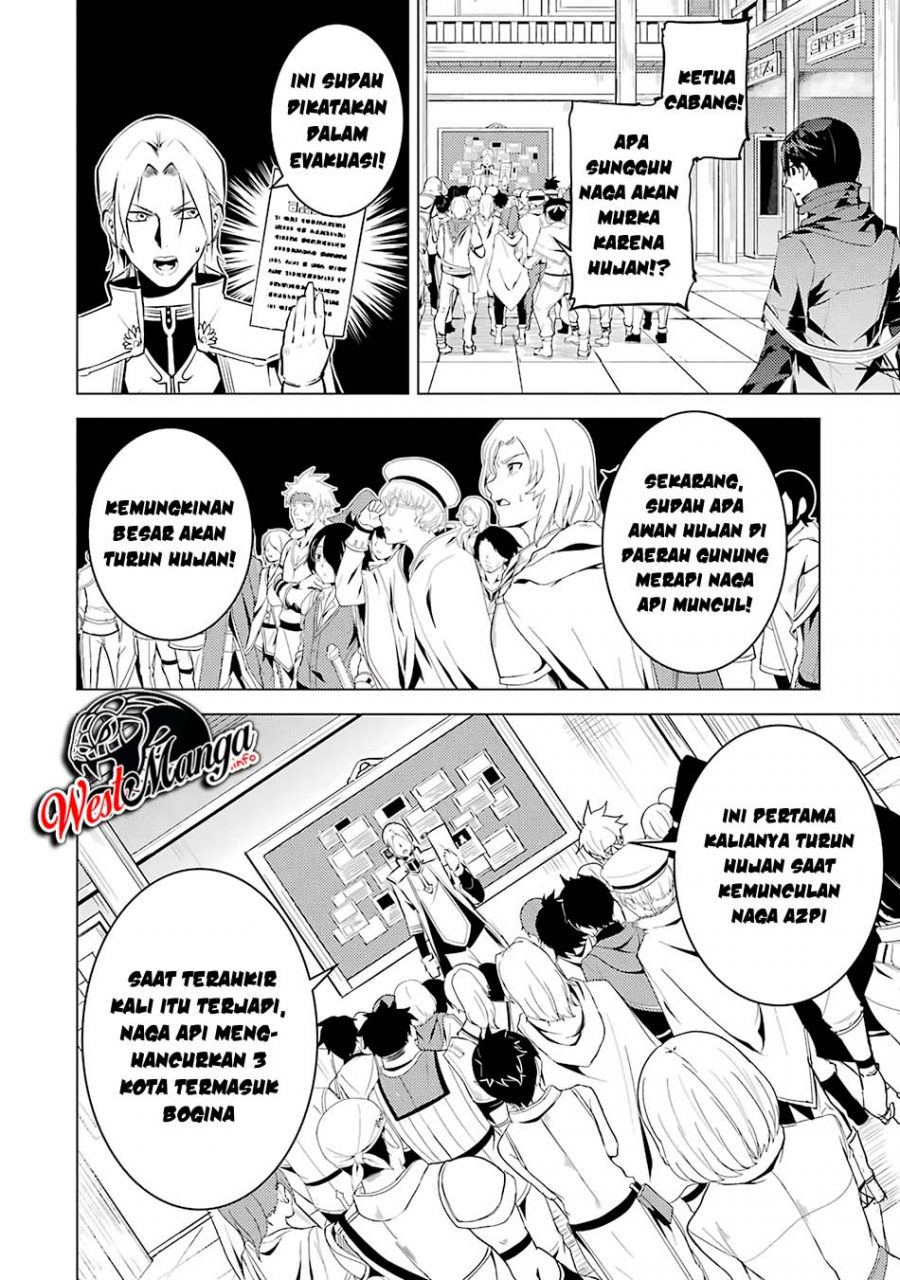 KETUA
CABANG!
APA
SUNGGUH
NAGA AKAN
MURKA
KARENA
HUJAN!?
INI SUDAH
DIKATAKAN
DALAM
EVAKUASI!
SEKARANG,
SUDAH ADA
AWAN HUJAN DI
DAERAH GUNUNG
MERAPI NAGA
API MUNCUL!
KEMUNGKINAN
BESAR AKAN
TURUN HUJAN!
WestManga
.info
INI PERTAMA
KALIANYA TURUN
HUJAN SAAT
KEMUNCULAN
NAGA AZPI
SAAT TERAHKIR
KALI ITU TERJADI,
NAGA API MENG-
HANCURKAN 3
KOTA TERMASUK
BOGINA